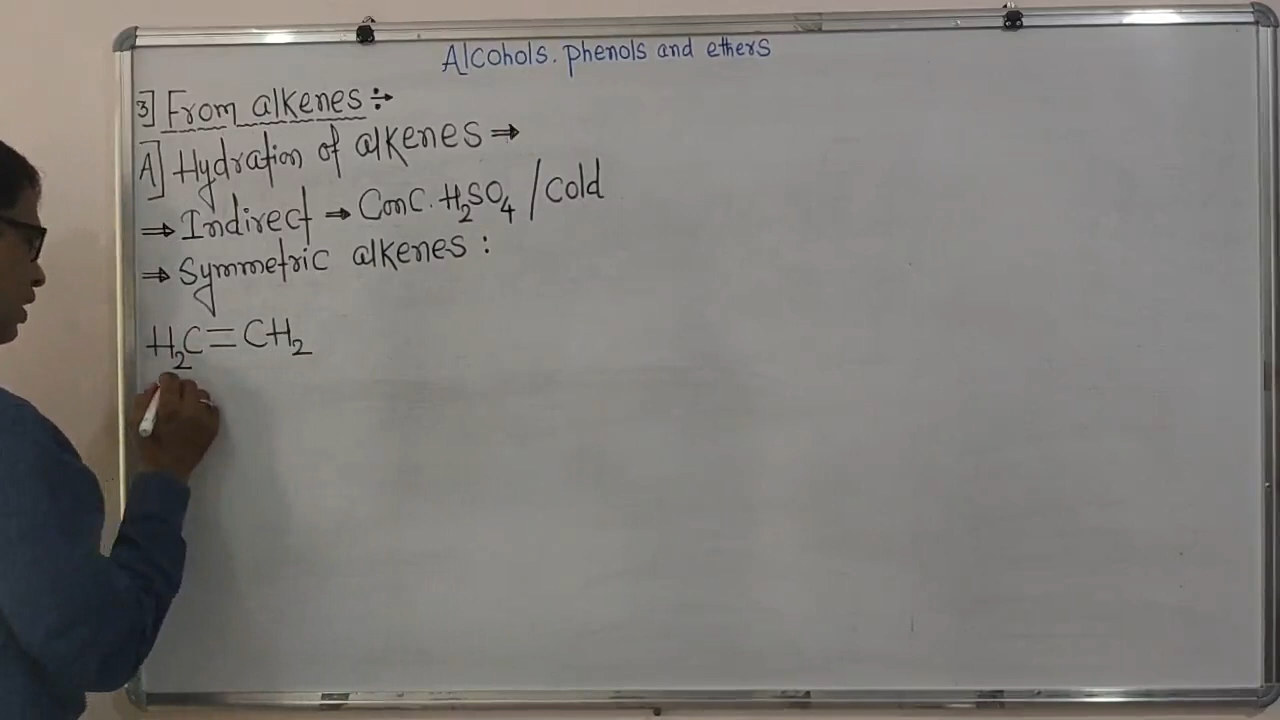 Alcohols. phenols and ethers
3] From alkenes ÷
A] Hydration of alkenes ⇒
⇒ Indirect → Conc. H₂SO₄ / cold
⇒ Symmetric alkenes :
H₂C=CH₂